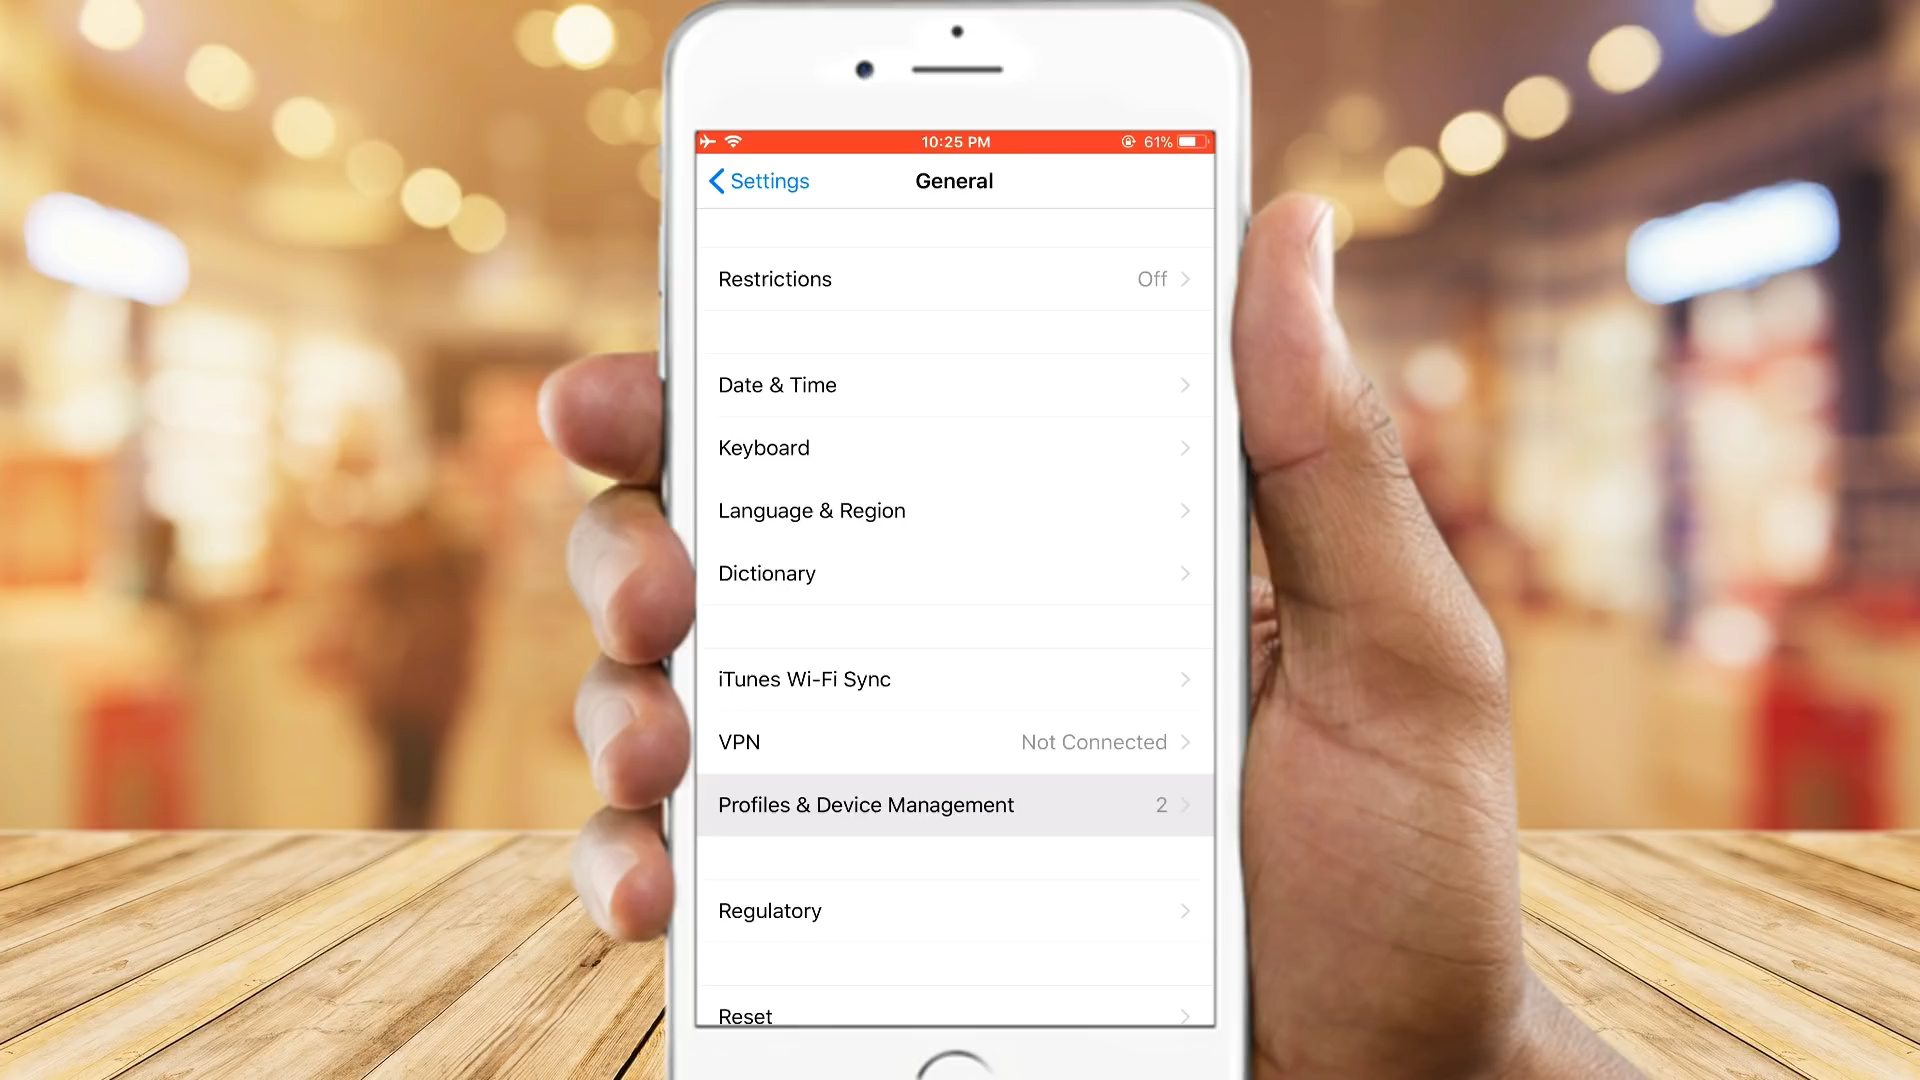 10:25 PM 61%
Settings General
Restrictions Off
Date & Time
Keyboard
Language & Region
Dictionary
iTunes Wi-Fi Sync
VPN Not Connected
Profiles & Device Management 2
Regulatory
Reset